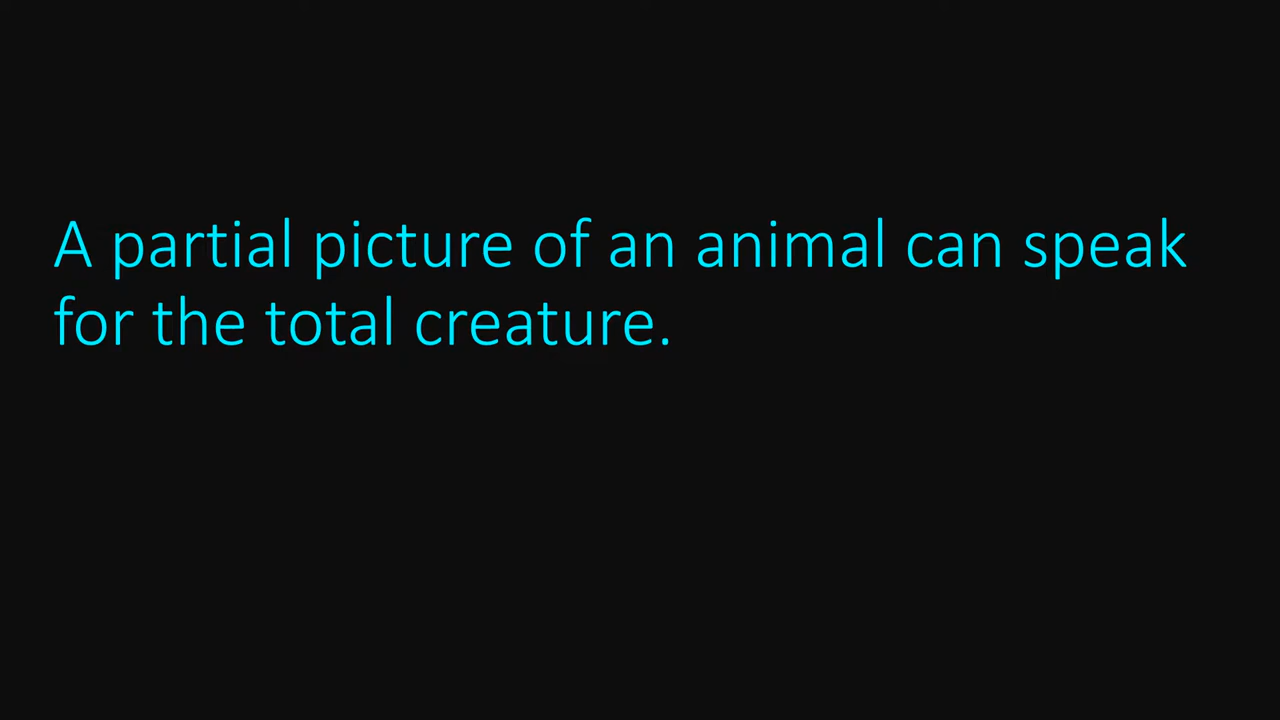 A partial picture of an animal can speak
for the total creature.